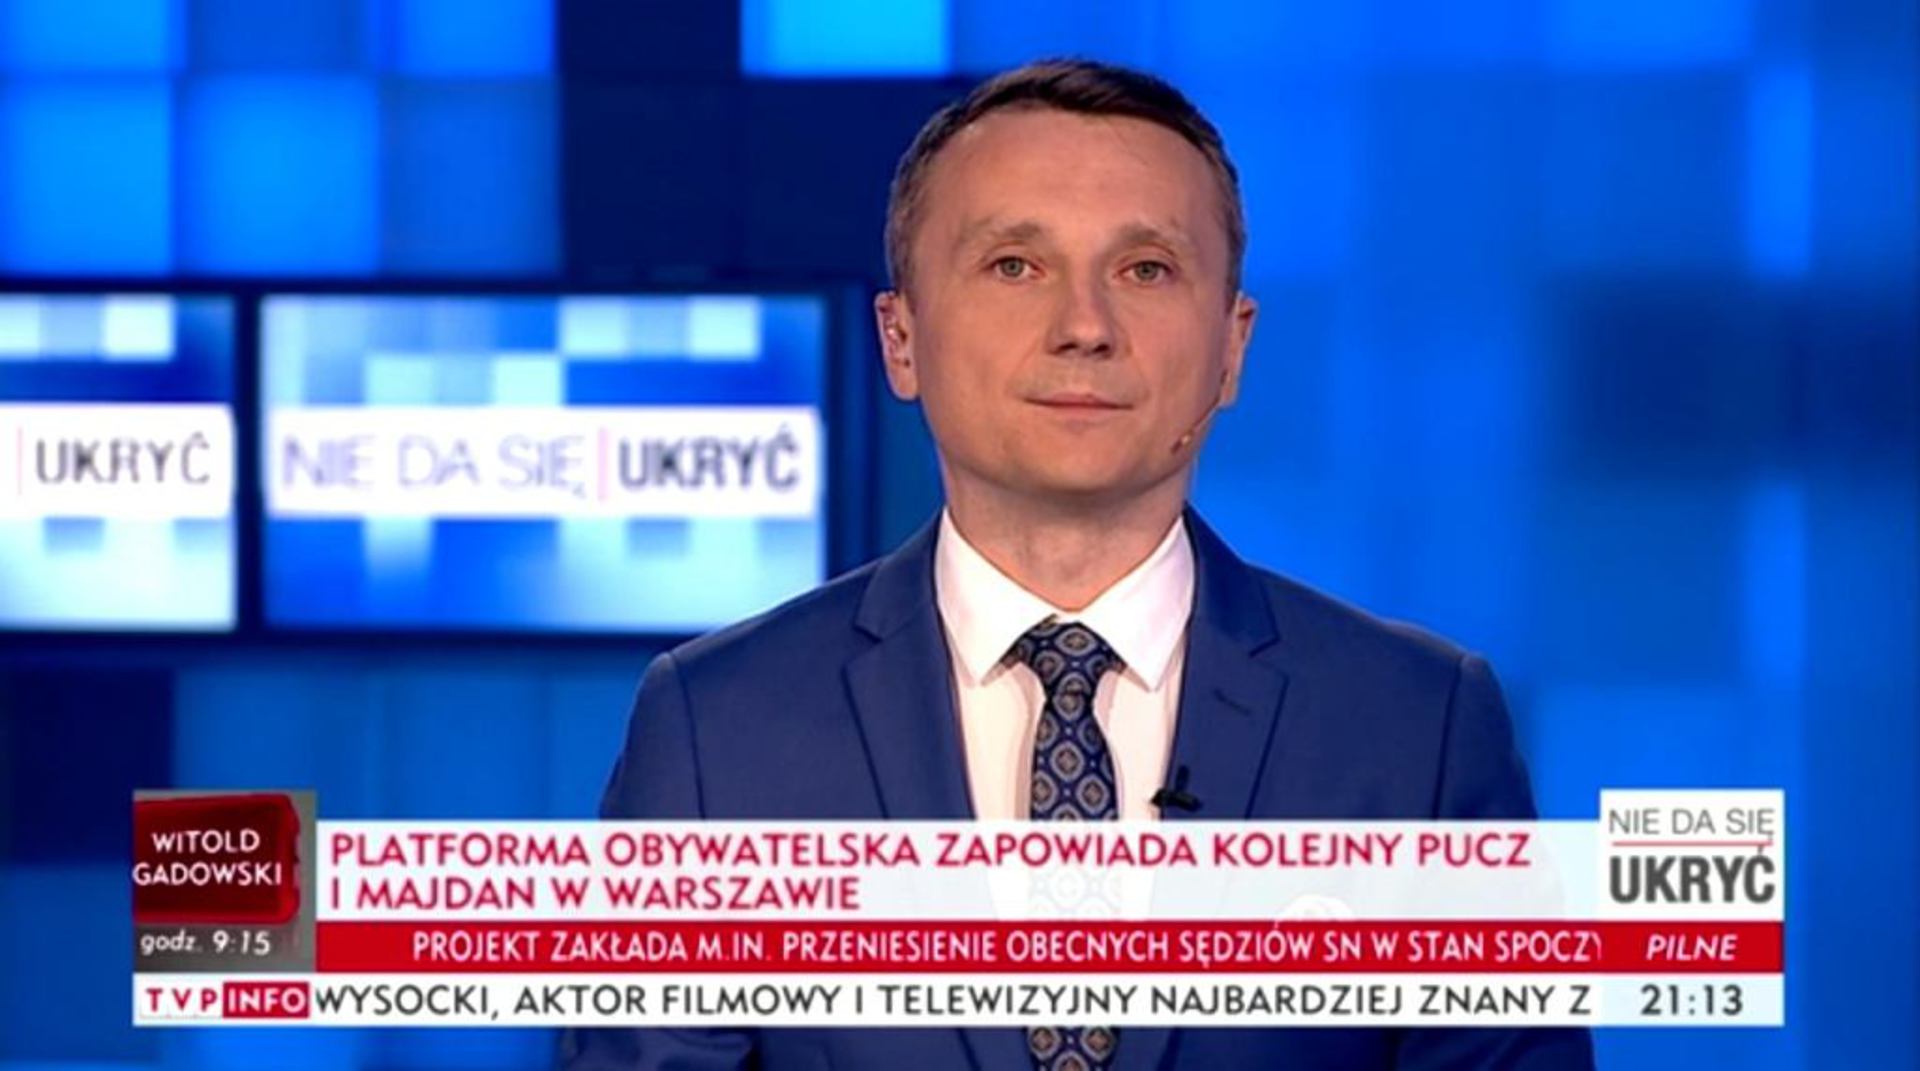 UKRYĆ
NIE DA SIĘ UKRYĆ
WITOLD
GADOWSKI
godz. 9:15
PLATFORMA OBYWATELSKA ZAPOWIADA KOLEJNY PUCZ
I MAJDAN W WARSZAWIE
NIE DA SIĘ
UKRYĆ
PROJEKT ZAKŁADA M.IN. PRZENIESIENIE OBECNYCH SĘDZIÓW SN W STAN SPOCZY
PILNE
TVP INFO
WYSOCKI, AKTOR FILMOWY I TELEWIZYJNY NAJBARDZIEJ ZNANY Z
21:13